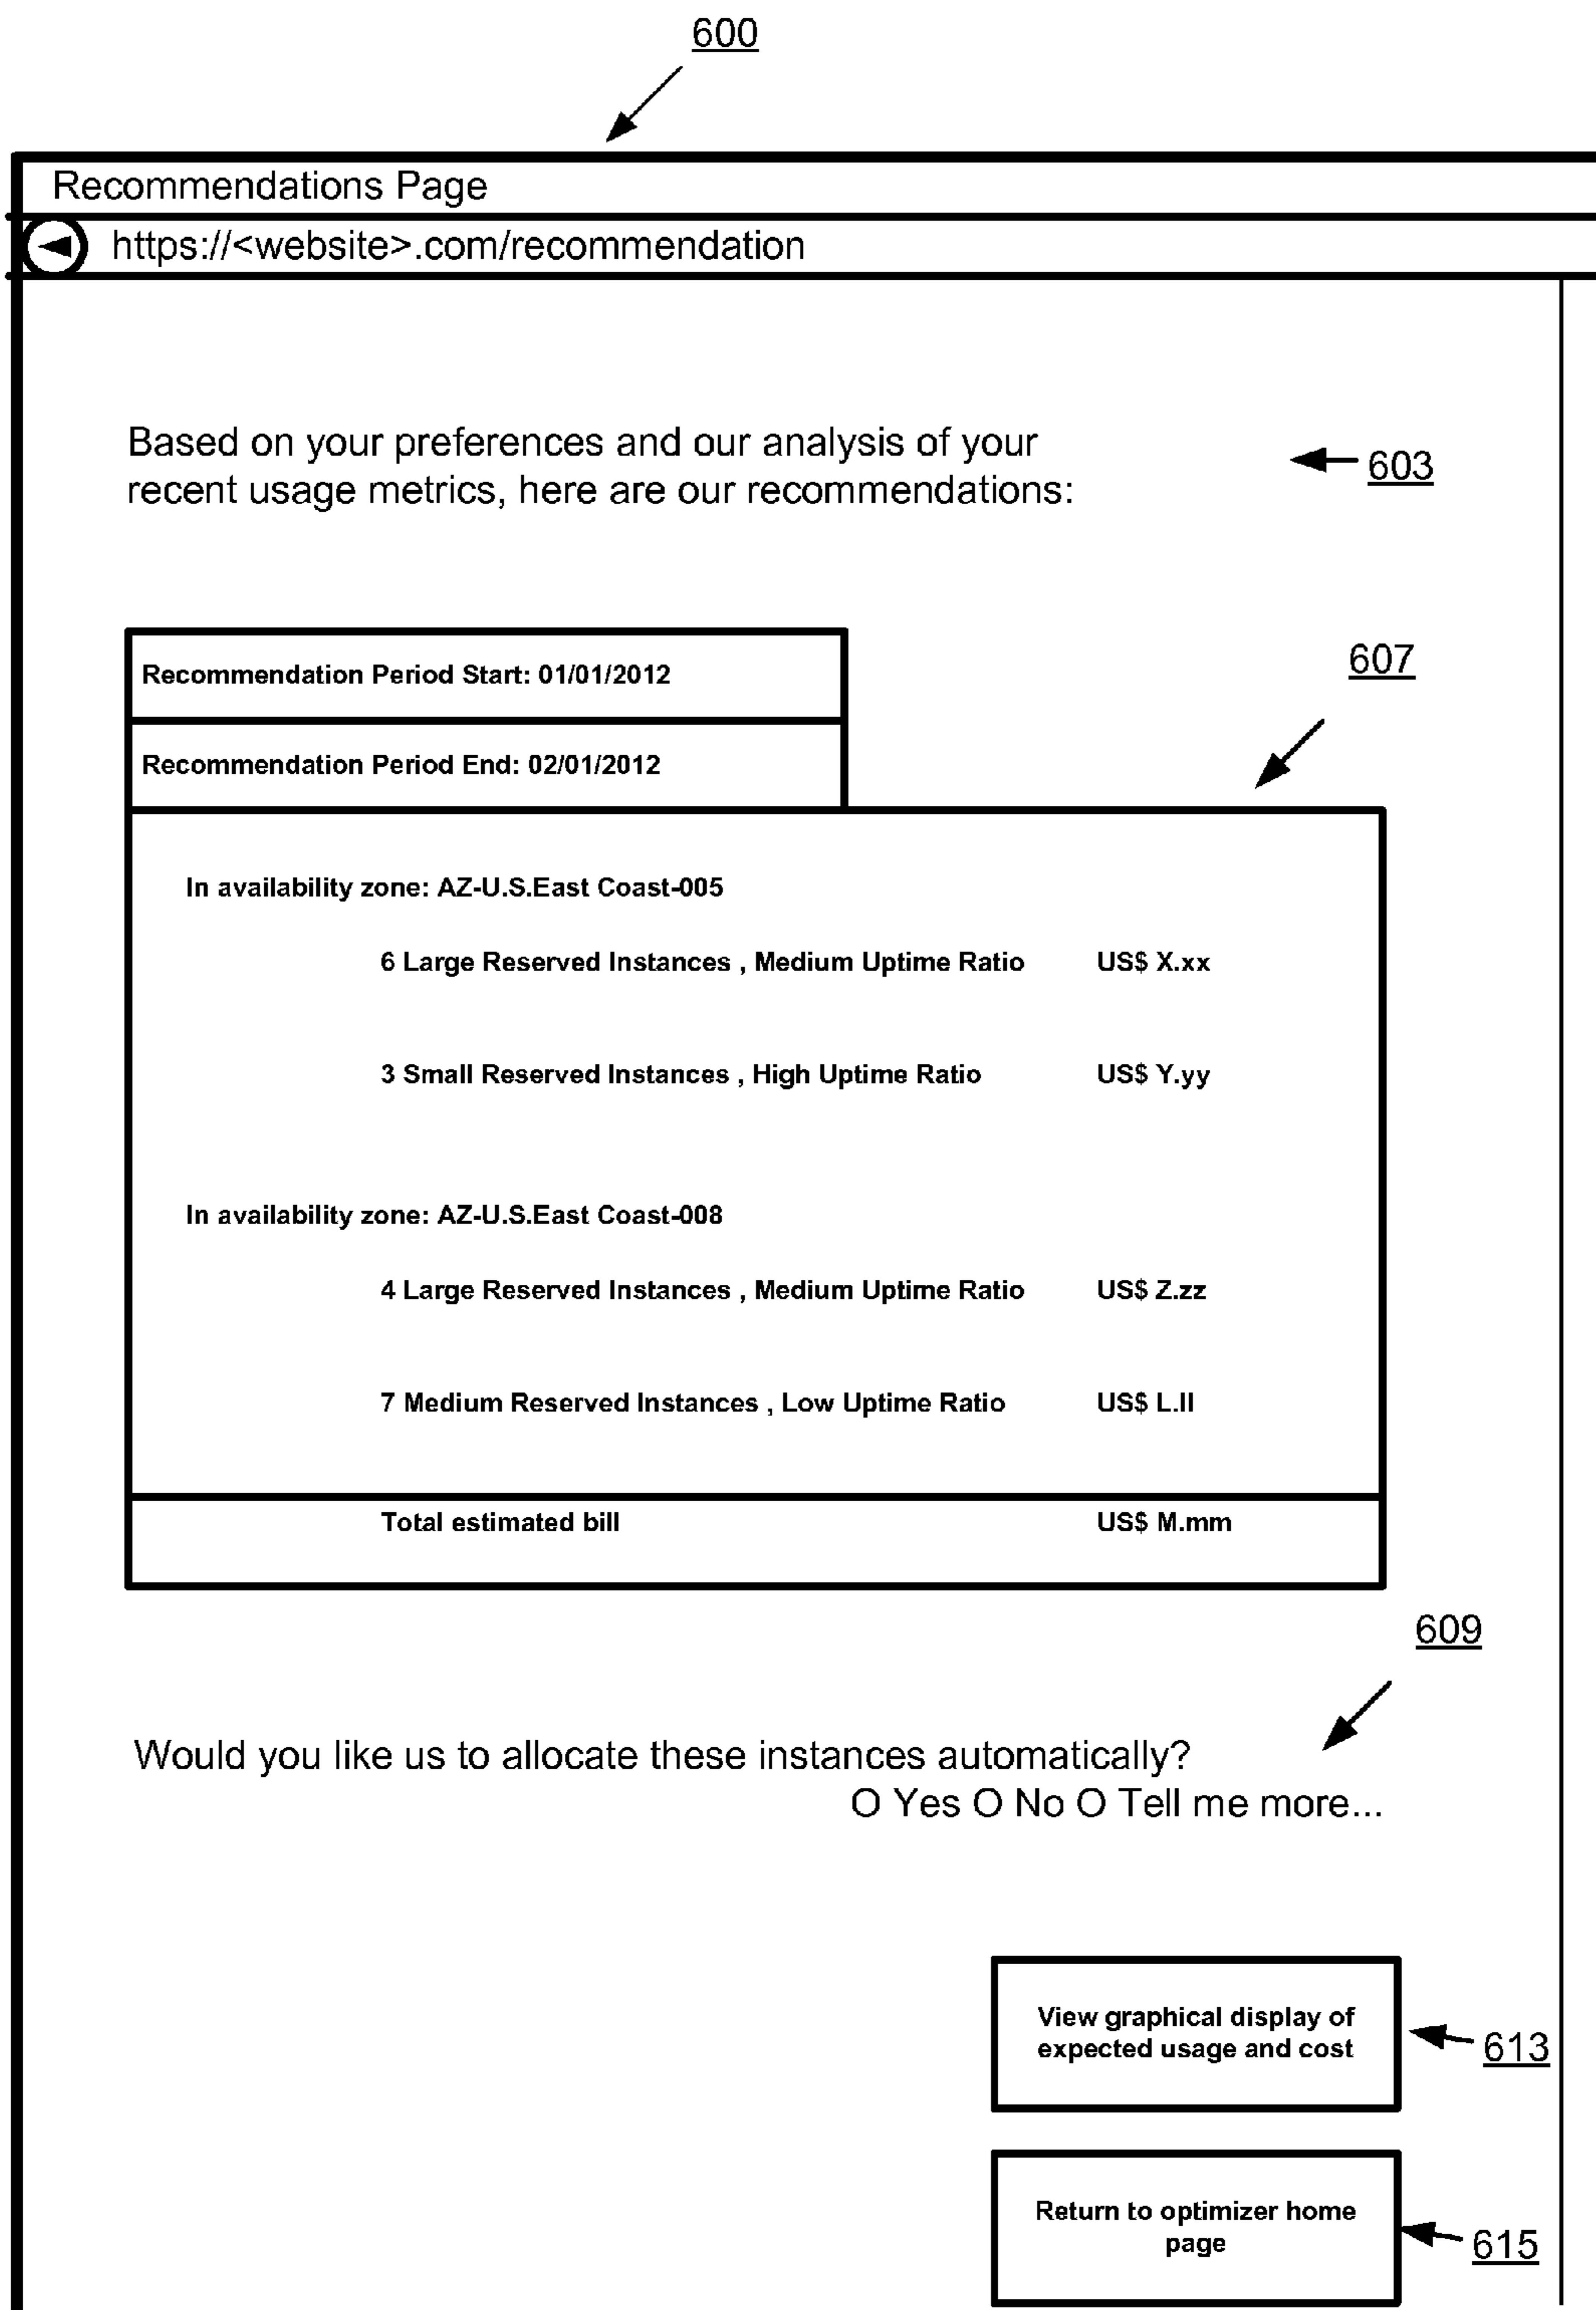 600
Recommendations Page
https://<website>.com/recommendation
Based on your preferences and our analysis of your
recent usage metrics, here are our recommendations:
603
Recommendation Period Start: 01/01/2012
607
Recommendation Period End: 02/01/2012
In availability zone: AZ-U.S.East Coast-005
6 Large Reserved Instances , Medium Uptime Ratio US$ X.xx
3 Small Reserved Instances , High Uptime Ratio US$ Y.yy
In availability zone: AZ-U.S.East Coast-008
4 Large Reserved Instances , Medium Uptime Ratio US$ Z.zz
7 Medium Reserved Instances , Low Uptime Ratio US$ L.ll
Total estimated bill US$ M.mm
609
Would you like us to allocate these instances automatically?
O Yes O No O Tell me more...
View graphical display of
expected usage and cost
613
Return to optimizer home
page
615